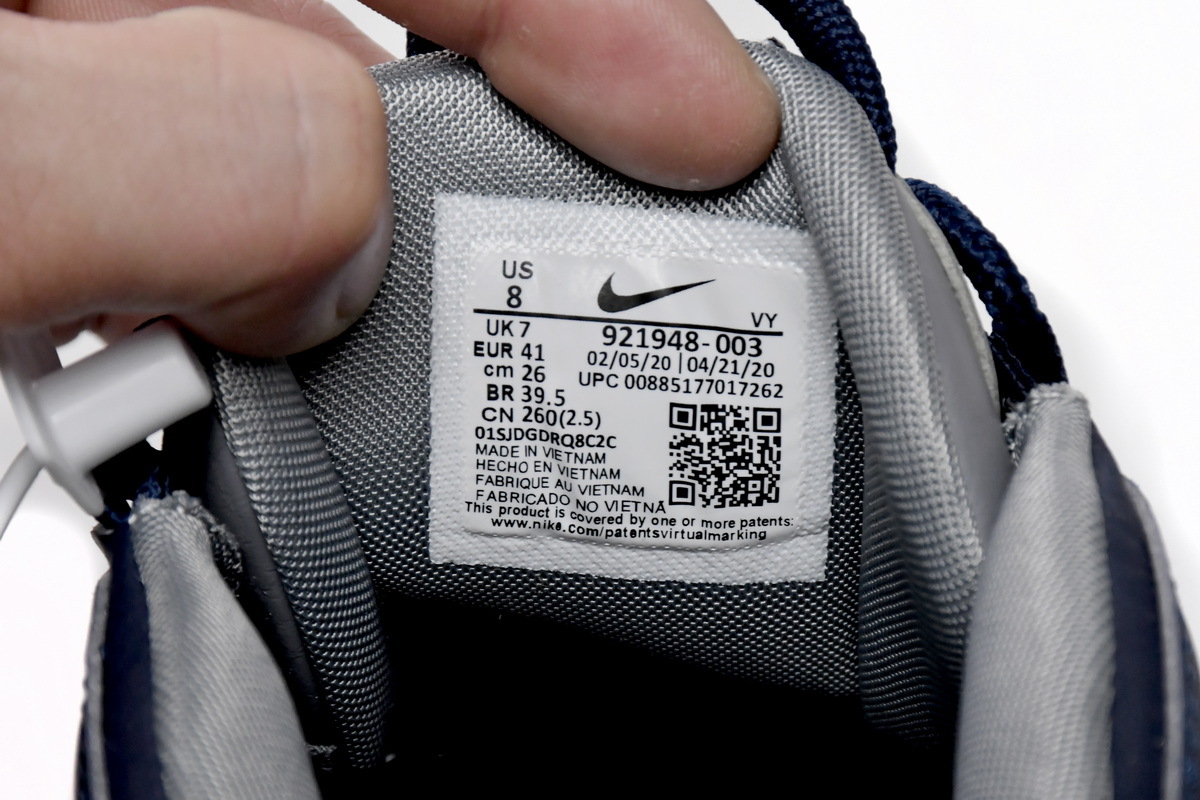 US
8
VY
UK 7
921948-003
EUR 41
02/05/20 | 04/21/20
cm 26
UPC 00885177017262
BR 39.5
CN 260(2.5)
01SJDGDRQ8C2C
MADE IN VIETNAM
HECHO EN VIETNAM
FABRIQUE AU VIETNAM
FABRICADO NO VIETNÃ
This product is covered by one or more patents:
www.nike.com/patentsvirtualmarking